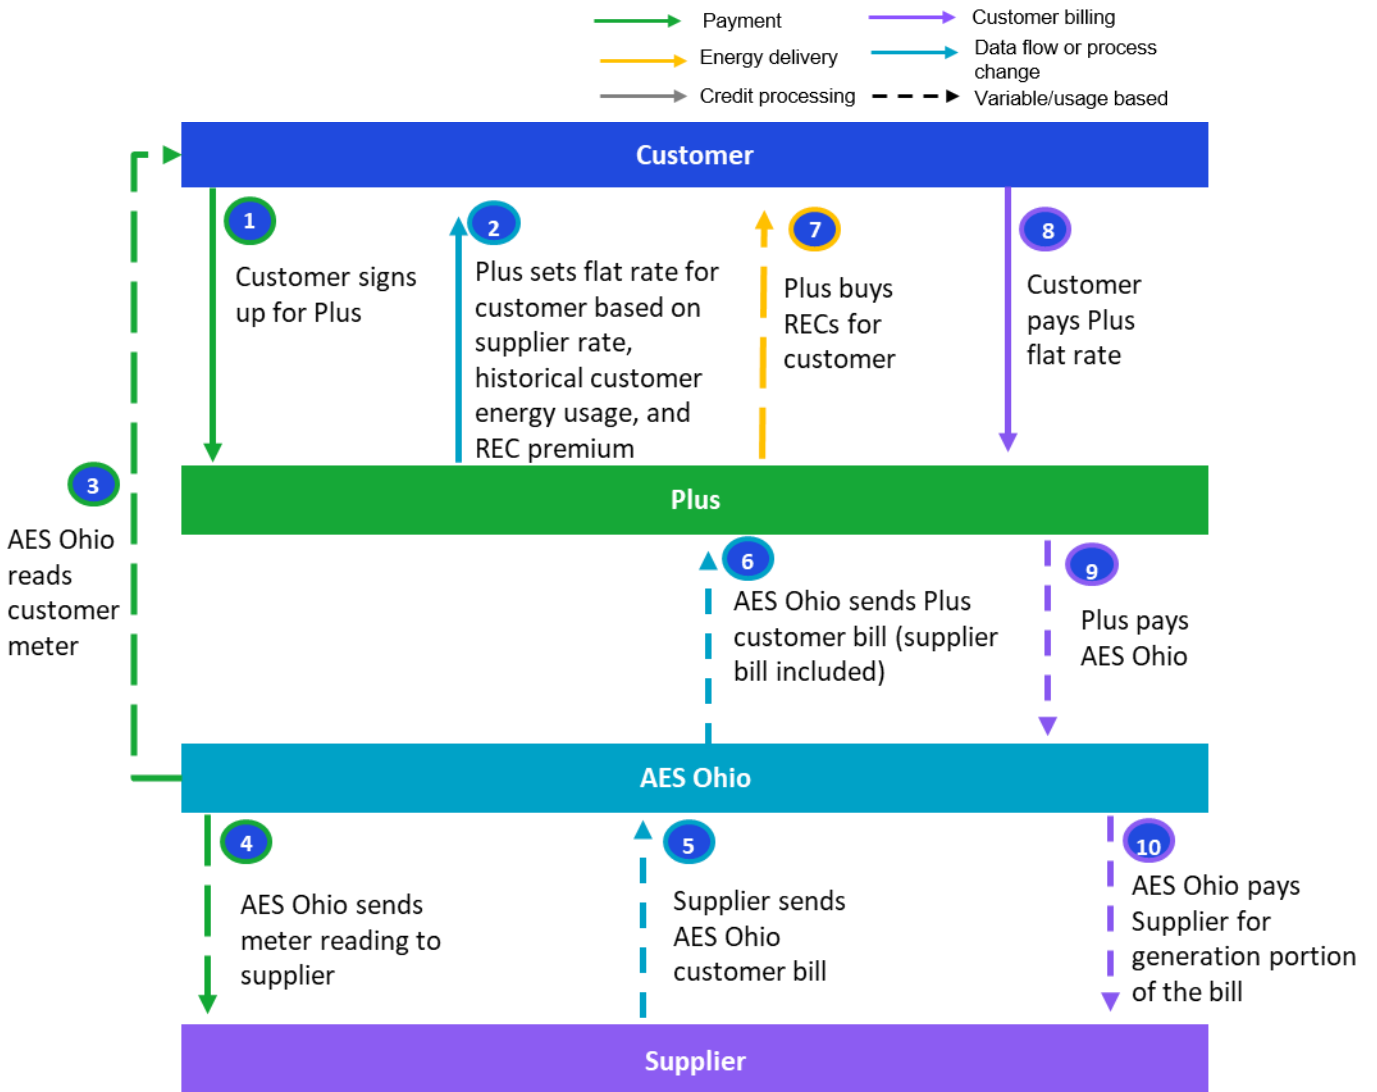 Payment
Customer billing
Energy delivery
Data flow or process
change
Credit processing
Variable/usage based
Customer
1
Customer signs
up for Plus
2
Plus sets flat rate for
customer based on
supplier rate,
historical customer
energy usage, and
REC premium
7
Plus buys
RECs for
customer
8
Customer
pays Plus
flat rate
3
AES Ohio
reads
customer
meter
Plus
6
AES Ohio sends Plus
customer bill (supplier
bill included)
9
Plus pays
AES Ohio
AES Ohio
4
AES Ohio sends
meter reading to
supplier
5
Supplier sends
AES Ohio
customer bill
10
AES Ohio pays
Supplier for
generation portion
of the bill
Supplier